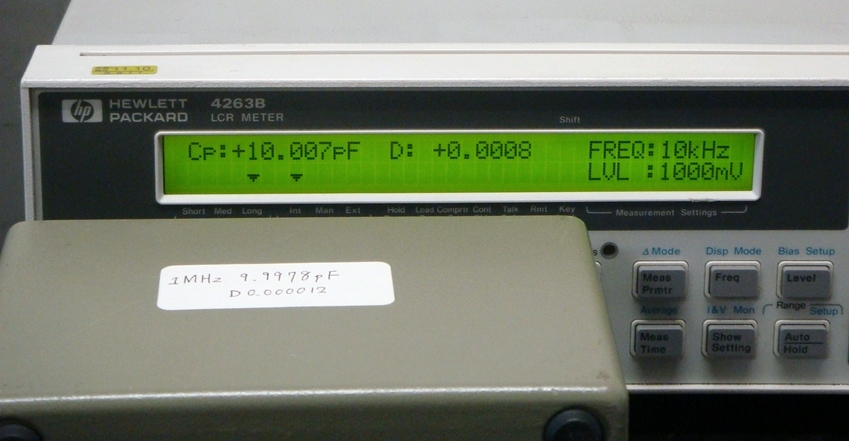 hp HEWLETT PACKARD
4263B
LCR METER
Shift
Cp:+10.007pF D: +0.0008 FREQ:10kHz
LVL :1000mV
Short Med Long Int Man Ext Hold Load Comprtr Cont Talk Rmt Key
Measurement Settings
1MHz 9.9978pF
D 0.000012
Δ Mode Disp Mode Bias Setup
Meas Prmtr
Freq
Level
Average I&V Mon Range Setup
Meas Time
Show Setting
Auto/Hold